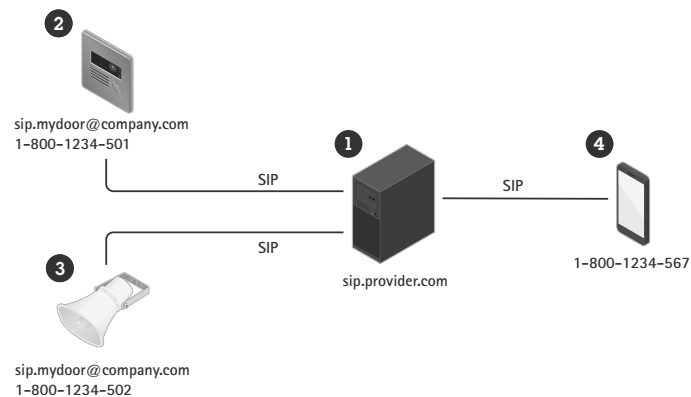 2
sip.mydoor@company.com
1-800-1234-501
1
4
SIP
SIP
SIP
3
sip.provider.com
1-800-1234-567
sip.mydoor@company.com
1-800-1234-502